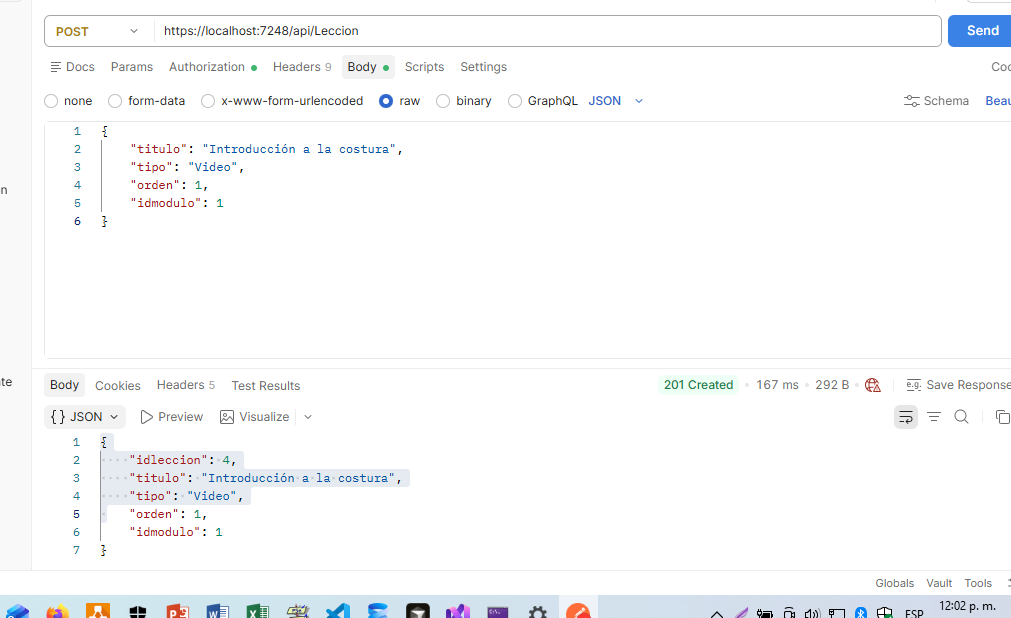 POST https://localhost:7248/api/Leccion Send
Docs Params Authorization Headers 9 Body Scripts Settings
none form-data x-www-form-urlencoded raw binary GraphQL JSON Schema
1 {
2 "titulo": "Introducción a la costura",
3 "tipo": "Video",
4 "orden": 1,
5 "idmodulo": 1
6 }
Body Cookies Headers 5 Test Results 201 Created 167 ms 292 B e.g. Save Response
{} JSON Preview Visualize
1 {
2 "idleccion": 4,
3 "titulo": "Introducción a la costura",
4 "tipo": "Video",
5 "orden": 1,
6 "idmodulo": 1
7 }
Globals Vault Tools
ESP 12:02 p. m.